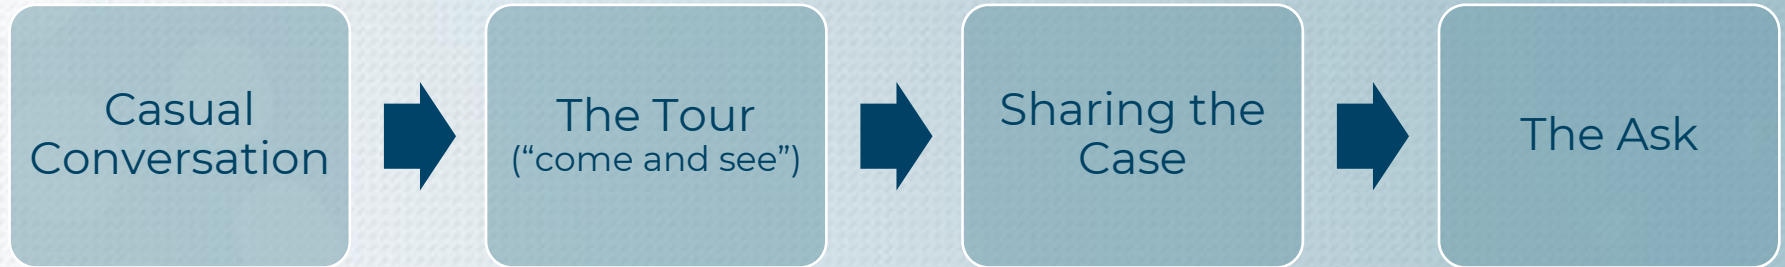 Casual
Conversation
The Tour
(“come and see”)
Sharing the
Case
The Ask